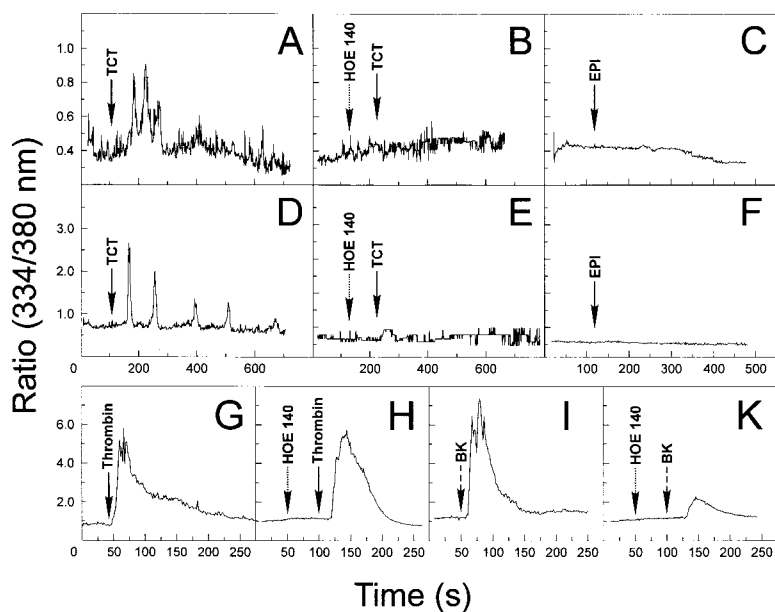 A B C
TCT HOE 140 TCT EPI
1.0
0.8
0.6
0.4
D E F
TCT HOE 140 TCT EPI
3.0
2.0
1.0
0 200 400 600 0 200 400 600 0 100 200 300 400 500
G H I K
Thrombin HOE 140 Thrombin BK HOE 140 BK
6.0
4.0
2.0
0 50 100 150 200 250 50 100 150 200 250 50 100 150 200 250 50 100 150 200 250
Ratio (334/380 nm)
Time (s)